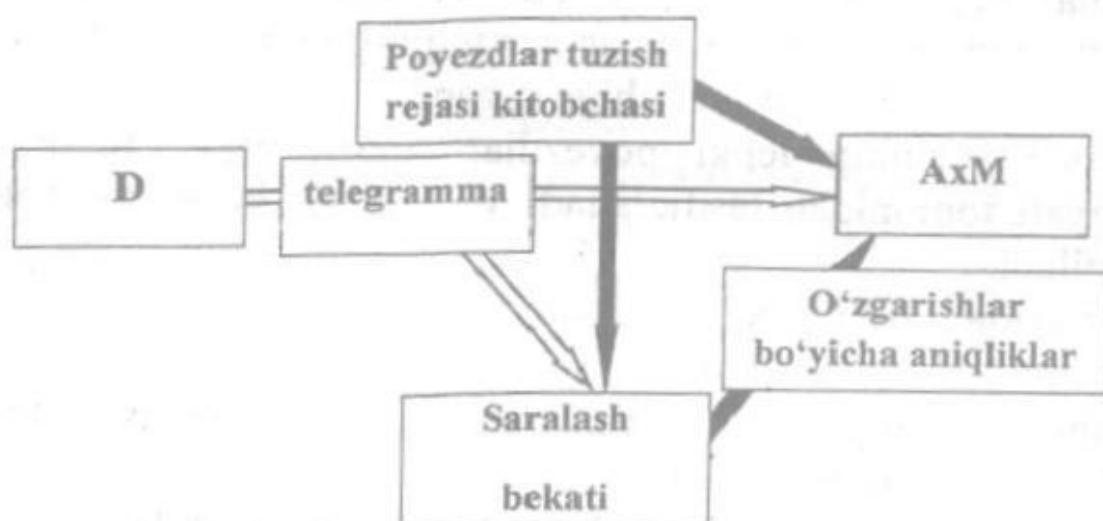 Poyezdlar tuzish
rejasi kitobchasi
D
telegramma
AxM
O‘zgarishlar
bo‘yicha aniqliklar
Saralash
bekati